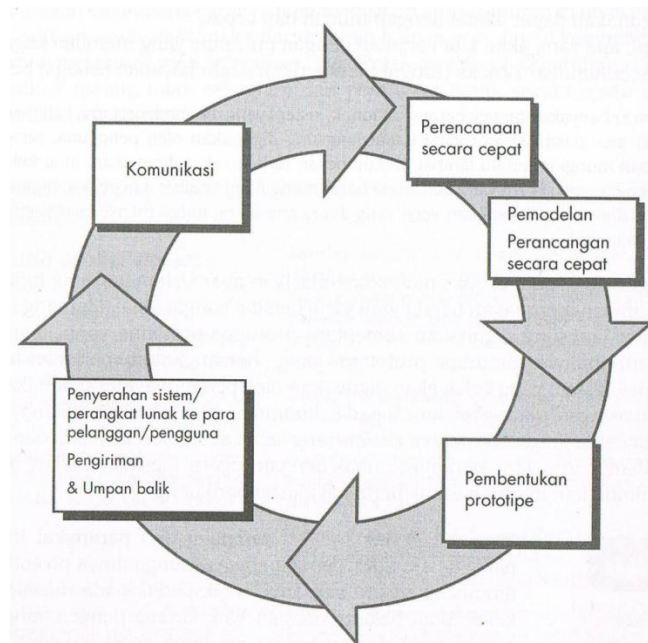 Komunikasi
Perencanaan
secara cepat
Pemodelan
Perancangan
secara cepat
Pembentukan
prototipe
Penyerahan sistem/
perangkat lunak ke para
pelanggan/pengguna
Pengiriman
& Umpan balik